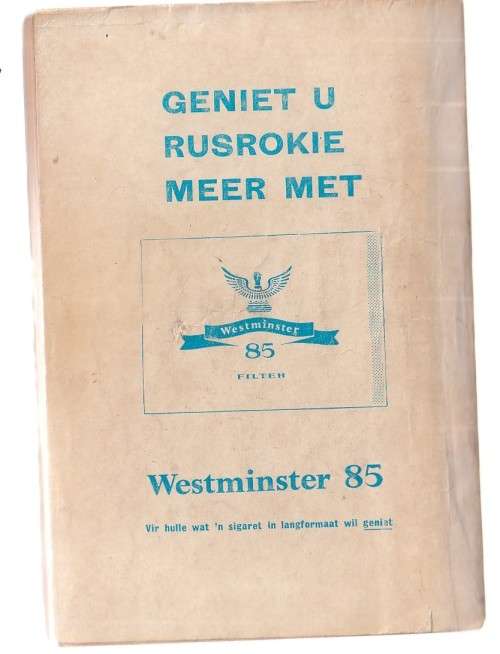 GENIET U
RUSROKIE
MEER MET
Westminster
85
FILTER
Westminster 85
Vir hulle wat 'n sigaret in langformaat wil geniet